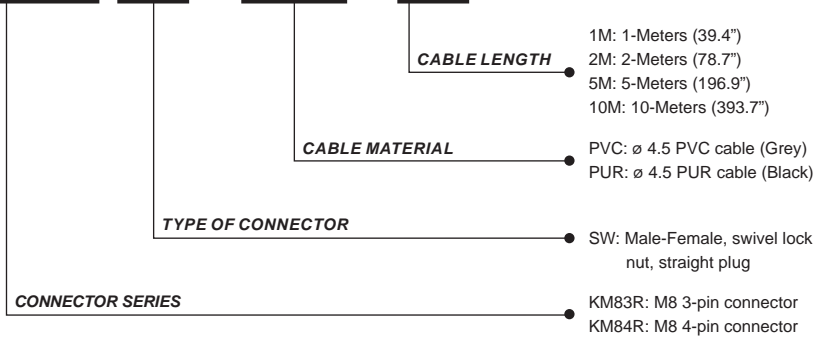 1M: 1-Meters (39.4”)
CABLE LENGTH
2M: 2-Meters (78.7”)
5M: 5-Meters (196.9”)
10M: 10-Meters (393.7”)
CABLE MATERIAL
PVC: ø 4.5 PVC cable (Grey)
PUR: ø 4.5 PUR cable (Black)
TYPE OF CONNECTOR
SW: Male-Female, swivel lock
nut, straight plug
CONNECTOR SERIES
KM83R: M8 3-pin connector
KM84R: M8 4-pin connector